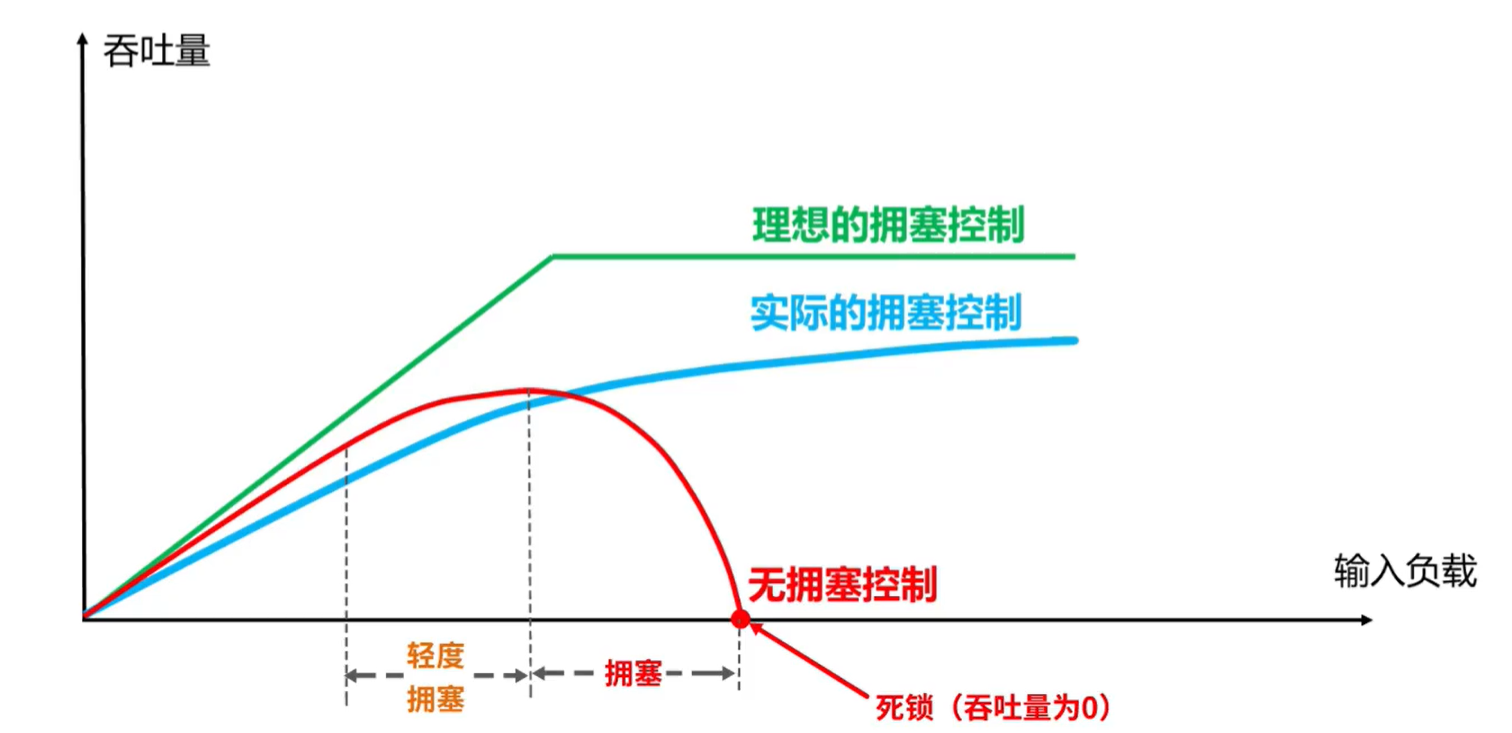 吞吐量
理想的拥塞控制
实际的拥塞控制
输入负载
无拥塞控制
轻度
拥塞
拥塞
死锁（吞吐量为0）